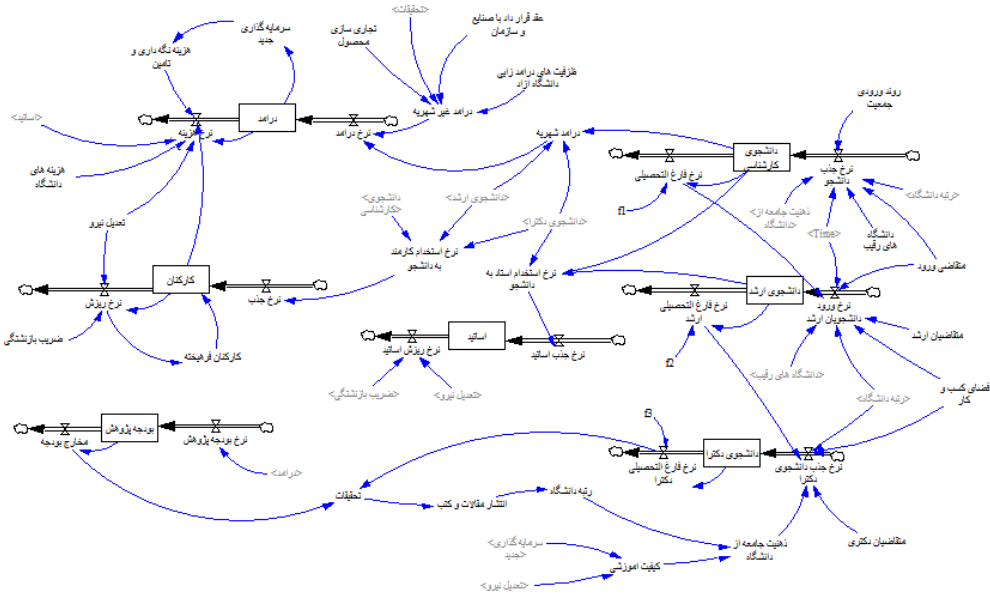 <تحقیقات>
عقد قرار داد با صنایع
و سازمان
تجاری سازی
محصول
سرمایه گذاری
جدید
هزینه نگه داری و
تامین
ظزفیت های درامد زایی
دانشگاه ازاد
روند ورودی
جمعیت
درامد غیر شهریه
درامد
<اساتید>
نرخ هزینه
نرخ درامد
درامد شهریه
دانشجوی
کارشناسی
نرخ فارغ التحصیلی
نرخ جذب
دانشجو
هزینه های
دانشگاه
<رتبه دانشگاه>
<دانشجوی
کارشناسی>
<دانشجوی ارشد>
<دانشجوی دکترا>
f1
<ذهنیت جامعه از
دانشگاه>
<Time>
دانشگاه
های رقیب
تعدیل نیرو
نرخ استخدام کارمند
به دانشجو
نرخ استخدام استاد به
دانشجو
متقاضی ورود
کارکنان
نرخ ریزش
نرخ جذب
دانشجوی ارشد
نرخ فارغ التحصیلی
ارشد
نرخ ورود
دانشجویان ارشد
ضریب بازنشتگی
کارکنان فرهیخته
اساتید
نرخ ریزش اساتید
نرخ جذب اساتید
متقاضیان ارشد
f2
<دانشگاه های رقیب>
<ضریب بازنشتگی>
<تعدیل نیرو>
<رتبه دانشگاه>
فضای کسب و
کار
بودجه پژوهش
مخارج بودجه
نرخ بودجه پژوهش
f3
دانشجوی دکترا
نرخ فارغ التحصیلی
دکترا
نرخ جذب دانشجوی
دکترا
<درامد>
تحقیقات
انتشار مقالات و کتب
رتبه دانشگاه
<سرمایه گذاری
جدید>
ذهنیت جامعه از
دانشگاه
متقاضیان دکتری
کیفیت اموزشی
<تعدیل نیرو>